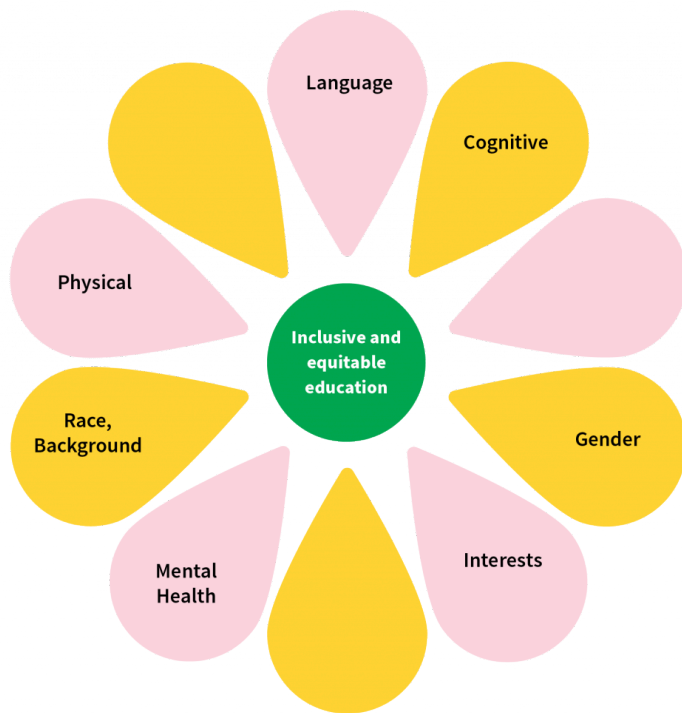 Language
Cognitive
Physical
Inclusive and
equitable
education
Race,
Background
Gender
Interests
Mental
Health